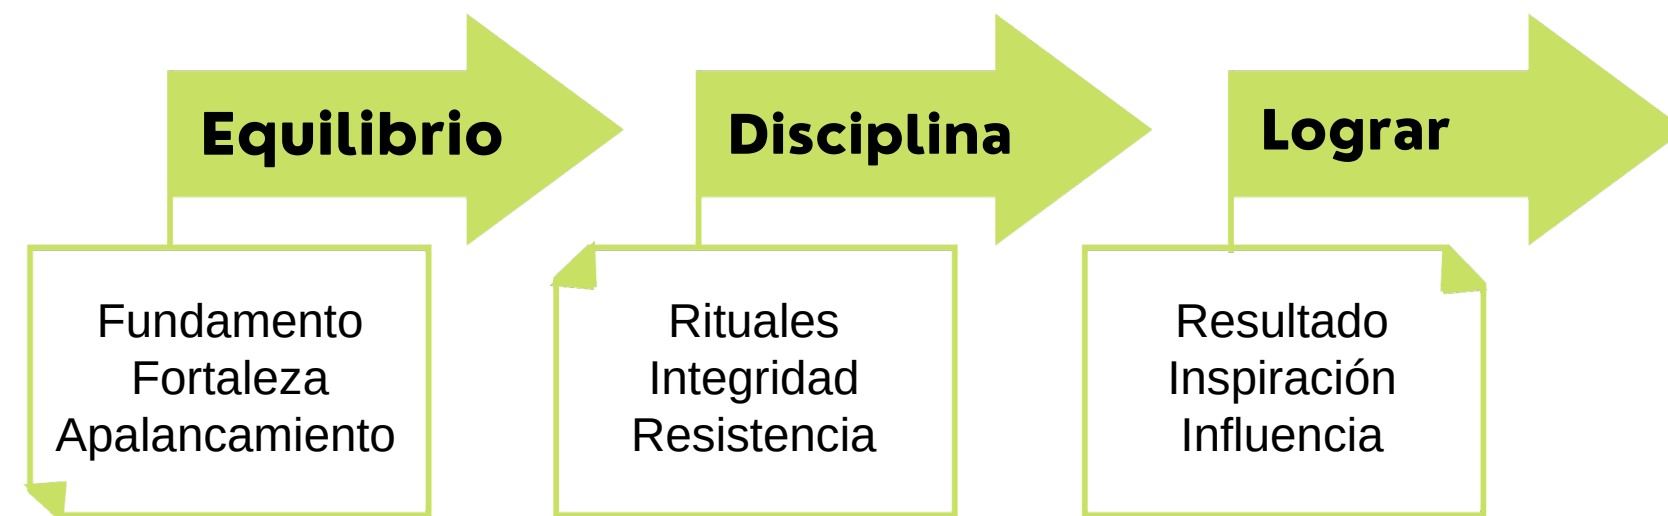 Equilibrio
Fundamento
Fortaleza
Apalancamiento
Disciplina
Rituales
Integridad
Resistencia
Lograr
Resultado
Inspiración
Influencia